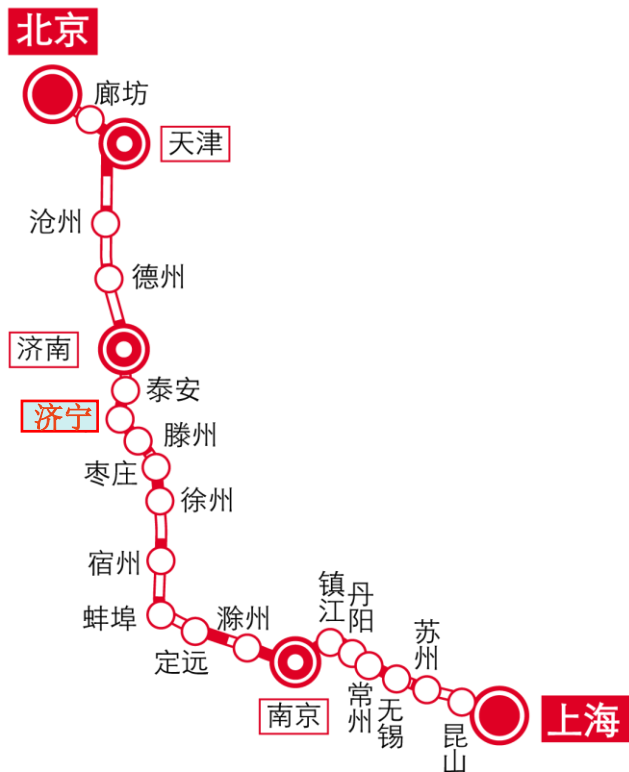 北京
廊坊
天津
沧州
德州
济南
泰安
济宁
滕州
枣庄
徐州
宿州
蚌埠
定远
滁州
南京
镇江
丹阳
常州
无锡
苏州
昆山
上海